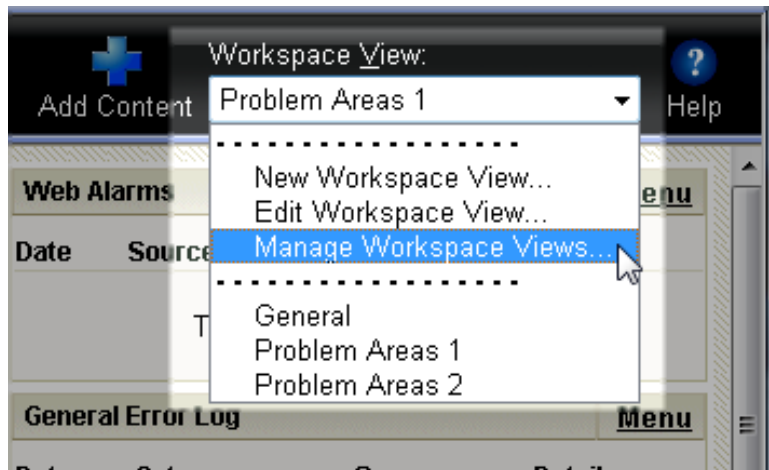 Workspace View:
Add Content
Problem Areas 1
Help
New Workspace View...
Edit Workspace View...
Manage Workspace Views...
General
Problem Areas 1
Problem Areas 2
Web Alarms
enu
Date Source
T
General Error Log Menu